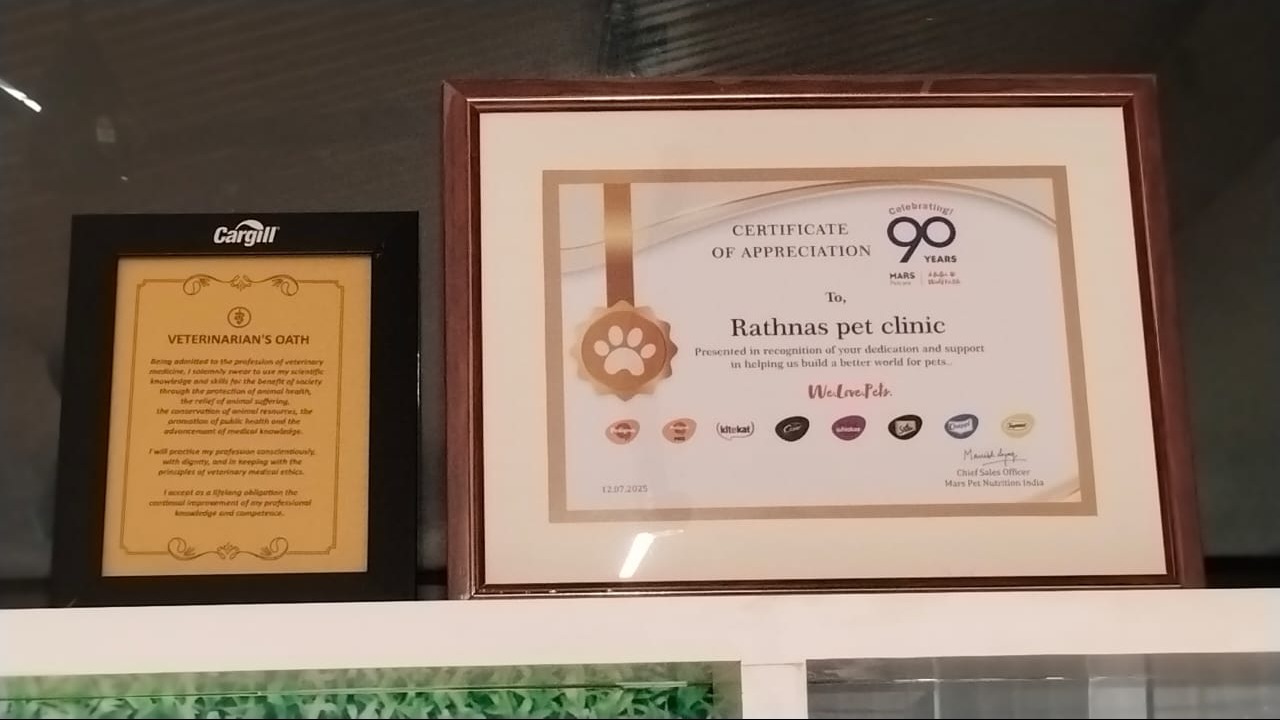 Cargill
VETERINARIAN'S OATH
Being admitted to the profession of veterinary
medicine, I solemnly swear to use my scientific
knowledge and skills for the benefit of society
through the protection of animal health,
the relief of animal suffering,
the conservation of animal resources, the
promotion of public health and the
advancement of medical knowledge.
I will practise my profession conscientiously,
with dignity, and in keeping with the
principles of veterinary medical ethics.
I accept as a lifelong obligation the
continual improvement of my professional
knowledge and competence.
Celebrating!
90
YEARS
MARS
Petcare
CERTIFICATE
OF APPRECIATION
To,
Rathnas pet clinic
Presented in recognition of your dedication and support
in helping us build a better world for pets..
We.Love.Pets.
kitekat
whiskas
12.07.2025
Chief Sales Officer
Mars Pet Nutrition India